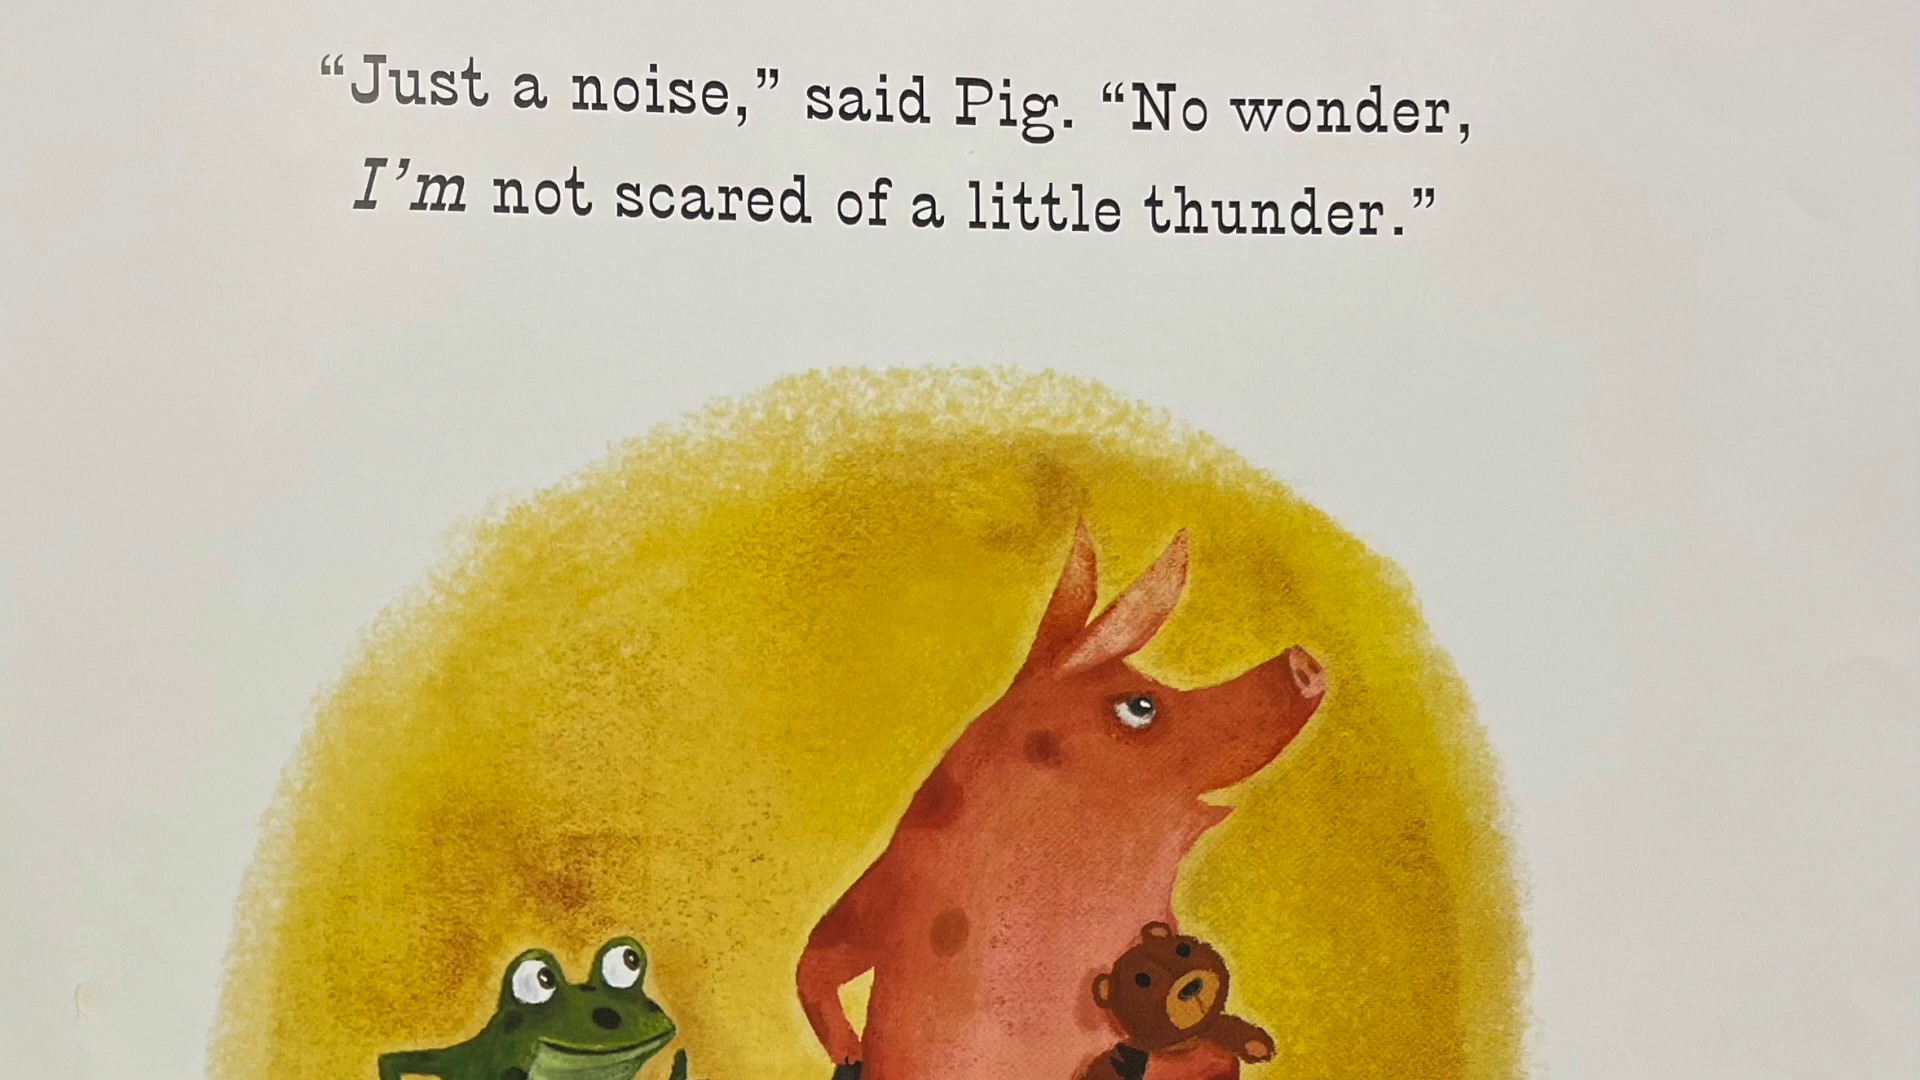 “Just a noise,” said Pig. “No wonder,
I’m not scared of a little thunder.”